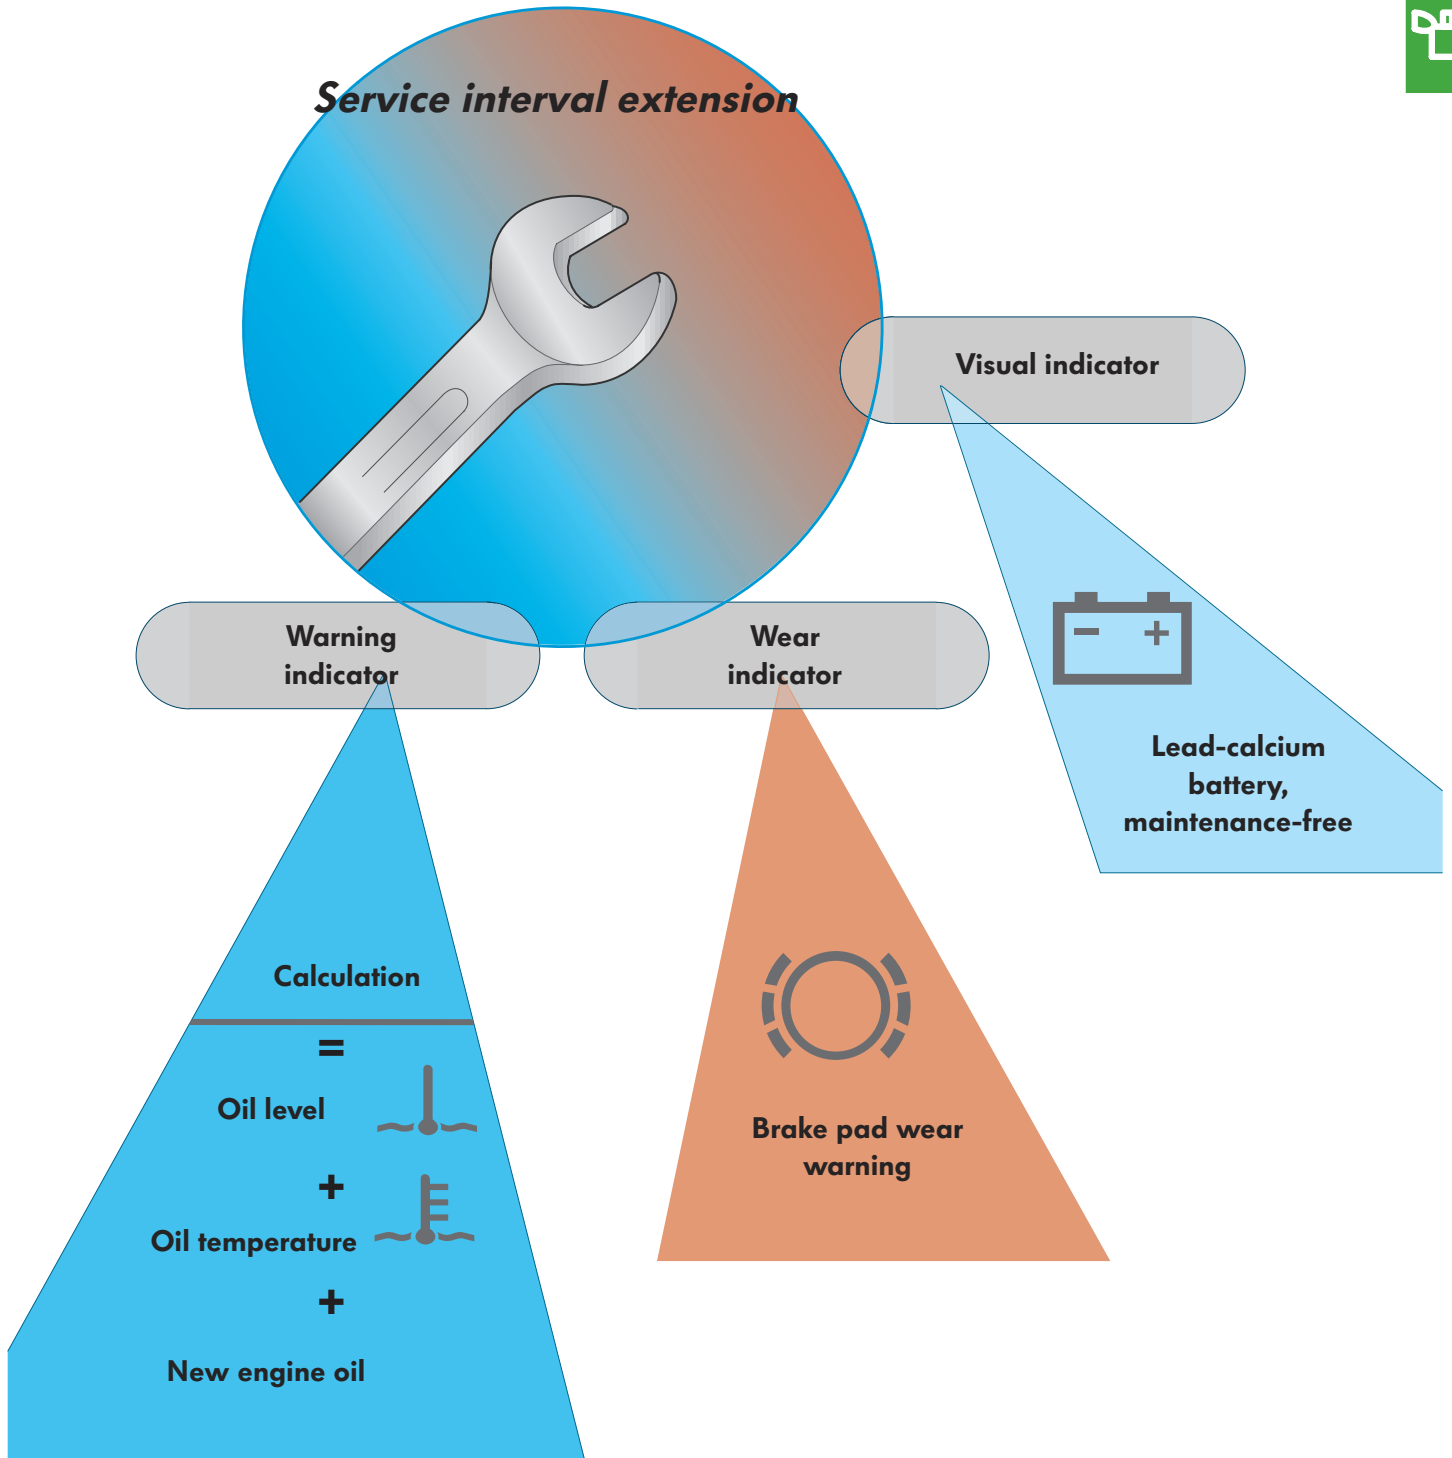 Service interval extension
Visual indicator
Warning
indicator
Wear
indicator
Lead-calcium
battery,
maintenance-free
Calculation
=
Oil level
+
Oil temperature
+
New engine oil
Brake pad wear
warning